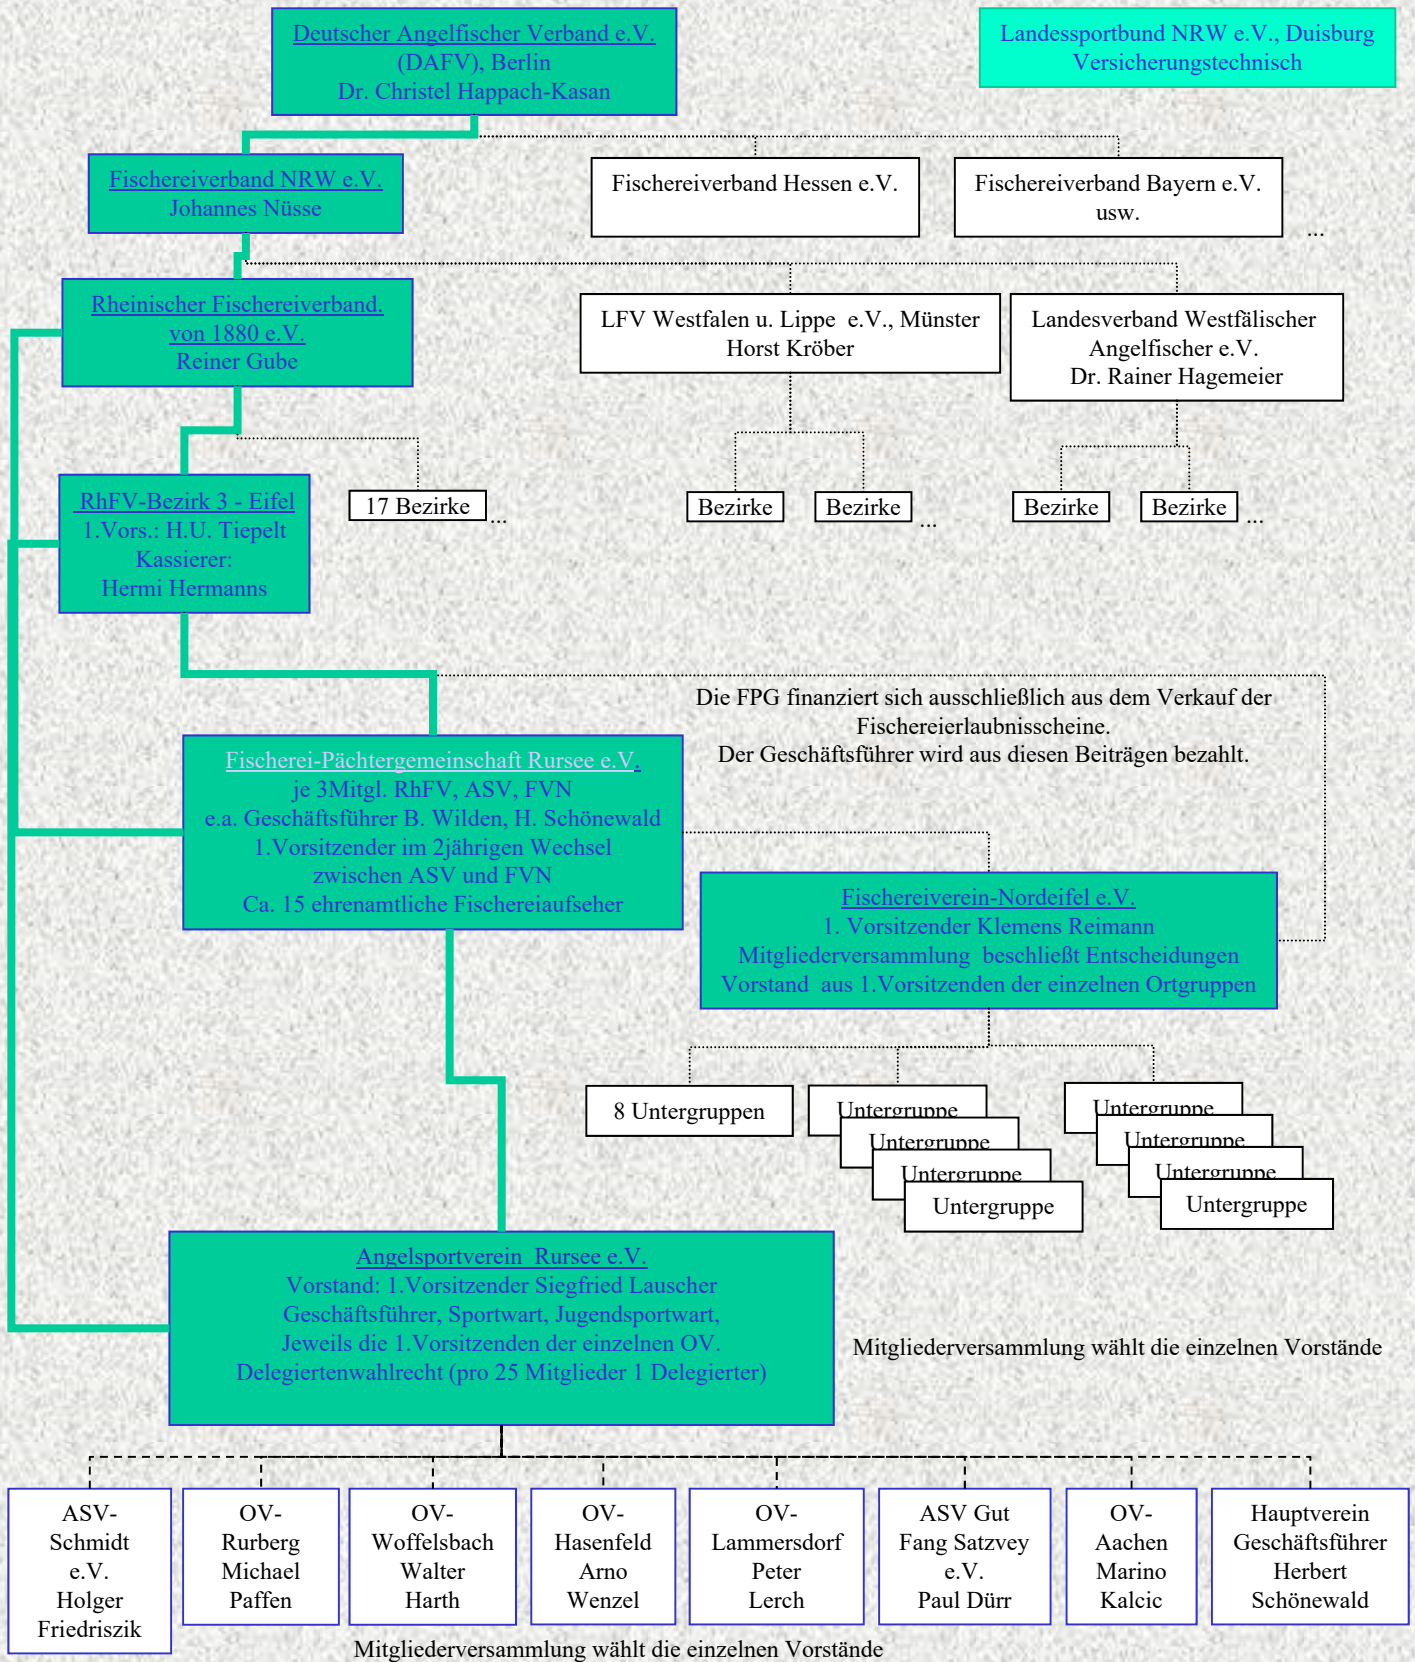 Deutscher Angelfischer Verband e.V.
(DAFV), Berlin
Dr. Christel Happach-Kasan
Landessportbund NRW e.V., Duisburg
Versicherungstechnisch
Fischereiverband NRW e.V.
Johannes Nüsse
Fischereiverband Hessen e.V.
Fischereiverband Bayern e.V.
usw.
...
Rheinischer Fischereiverband.
von 1880 e.V.
Reiner Gube
LFV Westfalen u. Lippe e.V., Münster
Horst Kröber
Landesverband Westfälischer
Angelfischer e.V.
Dr. Rainer Hagemeier
RhFV-Bezirk 3 - Eifel
1.Vors.: H.U. Tiepelt
Kassierer:
Hermi Hermanns
17 Bezirke
...
Bezirke
Bezirke
...
Bezirke
Bezirke
...
Die FPG finanziert sich ausschließlich aus dem Verkauf der
Fischereierlaubnisscheine.
Der Geschäftsführer wird aus diesen Beiträgen bezahlt.
Fischerei-Pächtergemeinschaft Rursee e.V.
je 3Mitgl. RhFV, ASV, FVN
e.a. Geschäftsführer B. Wilden, H. Schönewald
1.Vorsitzender im 2jährigen Wechsel
zwischen ASV und FVN
Ca. 15 ehrenamtliche Fischereiaufseher
Fischereiverein-Nordeifel e.V.
1. Vorsitzender Klemens Reimann
Mitgliederversammlung beschließt Entscheidungen
Vorstand aus 1.Vorsitzenden der einzelnen Ortgruppen
8 Untergruppen
Untergruppe
Untergruppe
Untergruppe
Untergruppe
Untergruppe
Untergruppe
Untergruppe
Untergruppe
Angelsportverein Rursee e.V.
Vorstand: 1.Vorsitzender Siegfried Lauscher
Geschäftsführer, Sportwart, Jugendsportwart,
Jeweils die 1.Vorsitzenden der einzelnen OV.
Delegiertenwahlrecht (pro 25 Mitglieder 1 Delegierter)
Mitgliederversammlung wählt die einzelnen Vorstände
ASV-
Schmidt
e.V.
Holger
Friedriszik
OV-
Rurberg
Michael
Paffen
OV-
Woffelsbach
Walter
Harth
OV-
Hasenfeld
Arno
Wenzel
OV-
Lammersdorf
Peter
Lerch
ASV Gut
Fang Satzvey
e.V.
Paul Dürr
OV-
Aachen
Marino
Kalcic
Hauptverein
Geschäftsführer
Herbert
Schönewald
Mitgliederversammlung wählt die einzelnen Vorstände